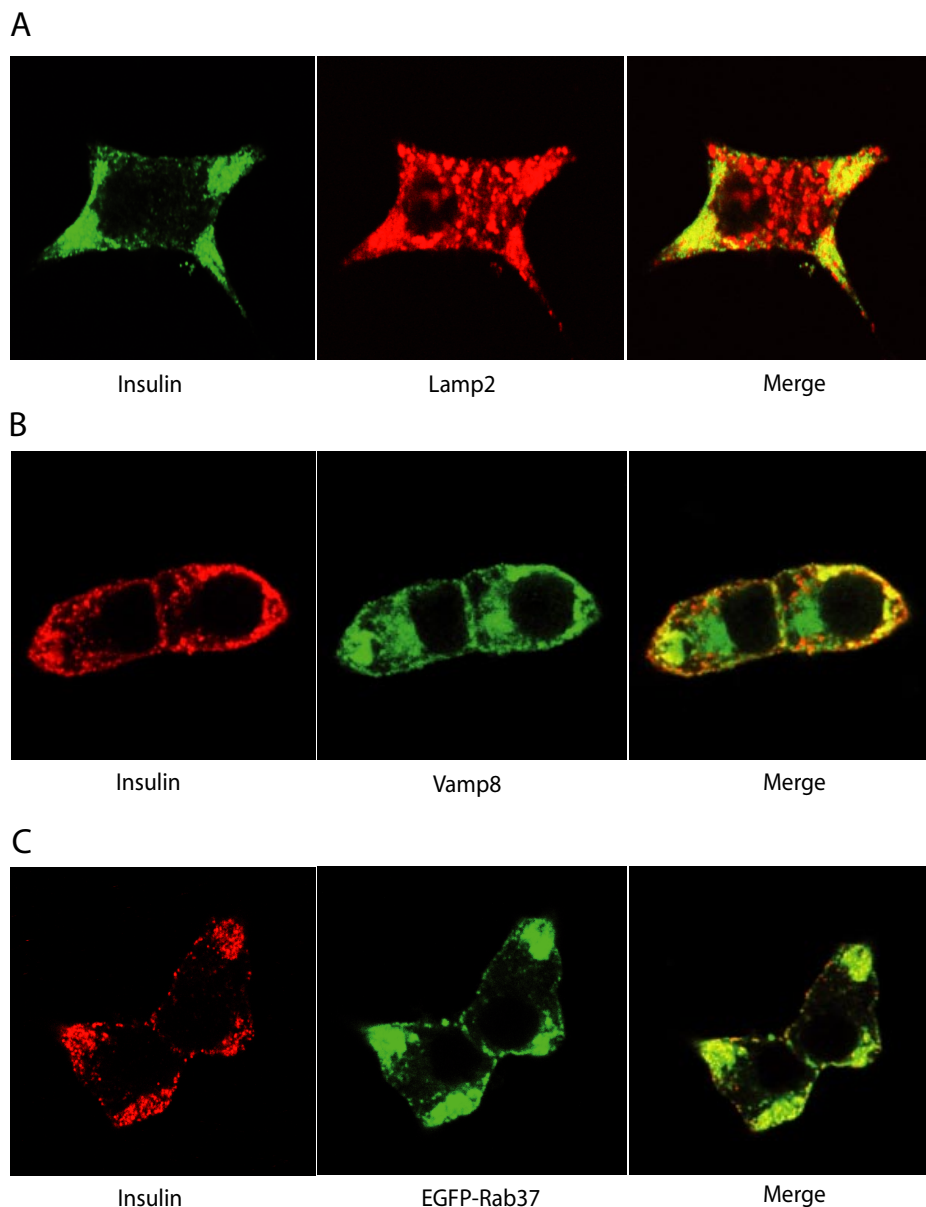 A
Insulin Lamp2 Merge
B
Insulin Vamp8 Merge
C
Insulin EGFP-Rab37 Merge